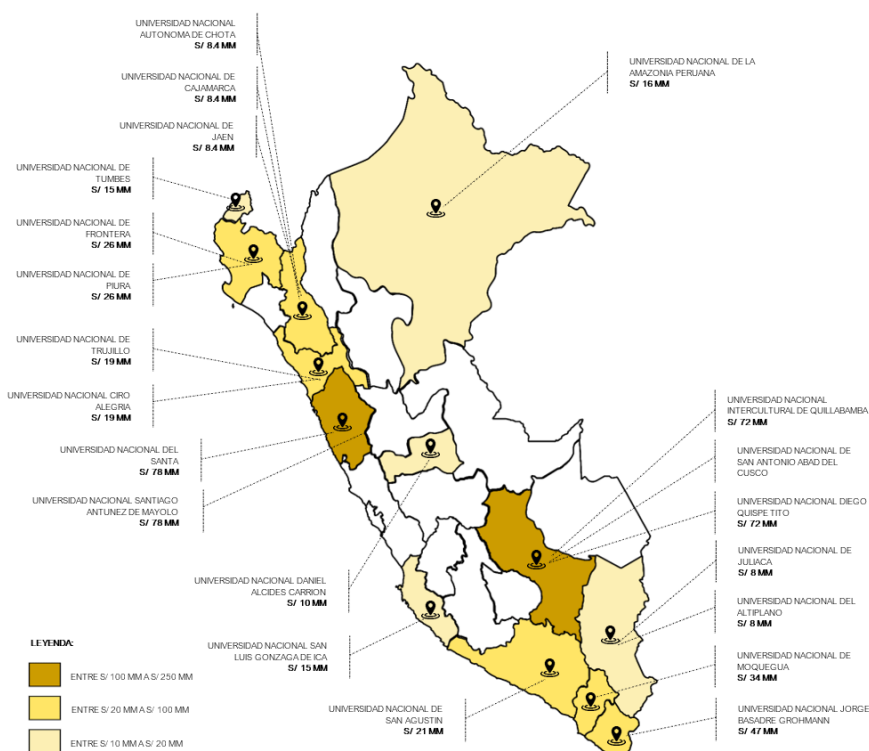 UNIVERSIDAD NACIONAL
AUTONOMA DE CHOTA
S/ 8.4 MM
UNIVERSIDAD NACIONAL DE
CAJAMARCA
S/ 8.4 MM
UNIVERSIDAD NACIONAL DE
JAEN
S/ 8.4 MM
UNIVERSIDAD NACIONAL DE
TUMBES
S/ 15 MM
UNIVERSIDAD NACIONAL DE
FRONTERA
S/ 26 MM
UNIVERSIDAD NACIONAL DE
PIURA
S/ 26 MM
UNIVERSIDAD NACIONAL DE
TRUJILLO
S/ 19 MM
UNIVERSIDAD NACIONAL CIRO
ALEGRIA
S/ 19 MM
UNIVERSIDAD NACIONAL DEL
SANTA
S/ 78 MM
UNIVERSIDAD NACIONAL SANTIAGO
ANTUNEZ DE MAYOLO
S/ 78 MM
UNIVERSIDAD NACIONAL DANIEL
ALCIDES CARRION
S/ 10 MM
UNIVERSIDAD NACIONAL SAN
LUIS GONZAGA DE ICA
S/ 15 MM
UNIVERSIDAD NACIONAL DE
SAN AGUSTIN
S/ 21 MM
UNIVERSIDAD NACIONAL DE LA
AMAZONIA PERUANA
S/ 16 MM
UNIVERSIDAD NACIONAL
INTERCULTURAL DE QUILLABAMBA
S/ 72 MM
UNIVERSIDAD NACIONAL DE
SAN ANTONIO ABAD DEL
CUSCO
UNIVERSIDAD NACIONAL DIEGO
QUISPE TITO
S/ 72 MM
UNIVERSIDAD NACIONAL DE
JULIACA
S/ 8 MM
UNIVERSIDAD NACIONAL DEL
ALTIPLANO
S/ 8 MM
UNIVERSIDAD NACIONAL DE
MOQUEGUA
S/ 34 MM
UNIVERSIDAD NACIONAL JORGE
BASADRE GROHMANN
S/ 47 MM
LEYENDA:
ENTRE S/ 100 MM A S/ 250 MM
ENTRE S/ 20 MM A S/ 100 MM
ENTRE S/ 10 MM A S/ 20 MM